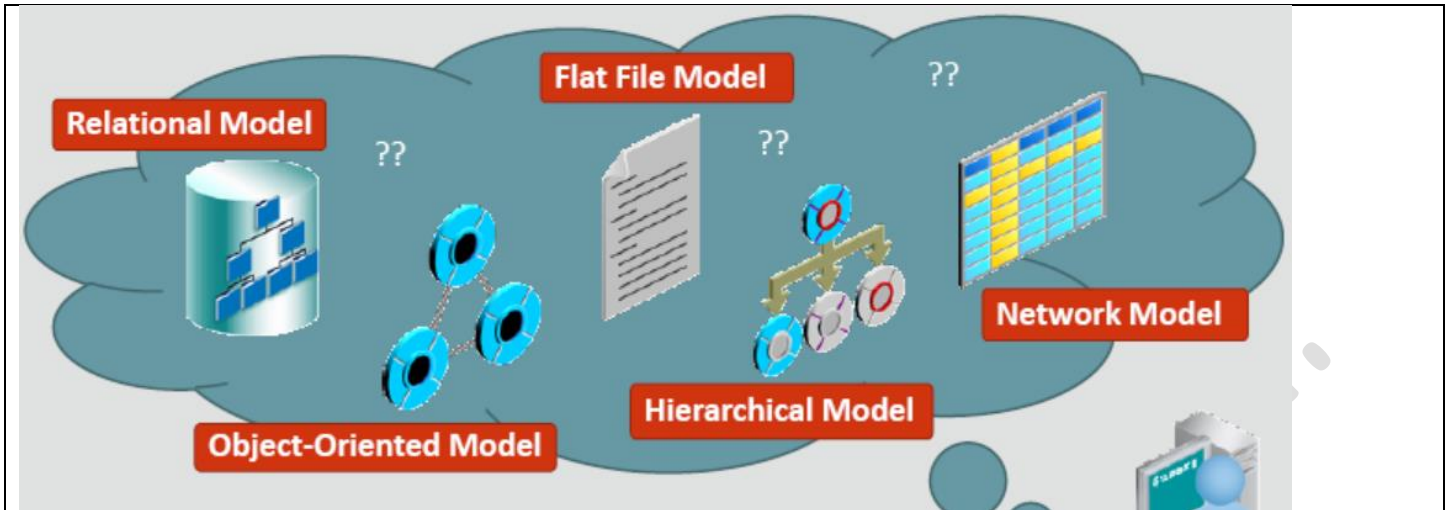 Flat File Model
??
Relational Model
??
??
Network Model
Hierarchical Model
Object-Oriented Model